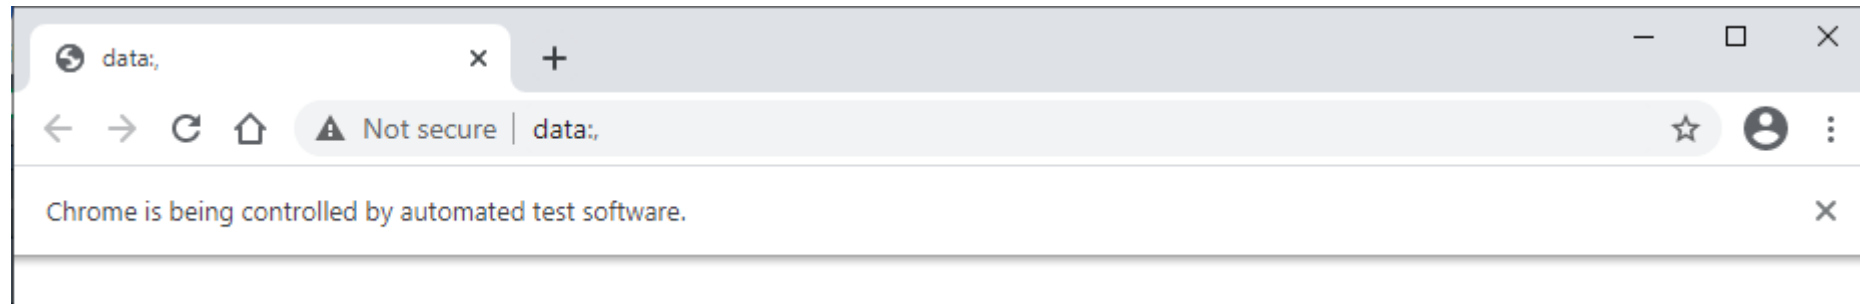 data:,
Not secure | data:,
Chrome is being controlled by automated test software.